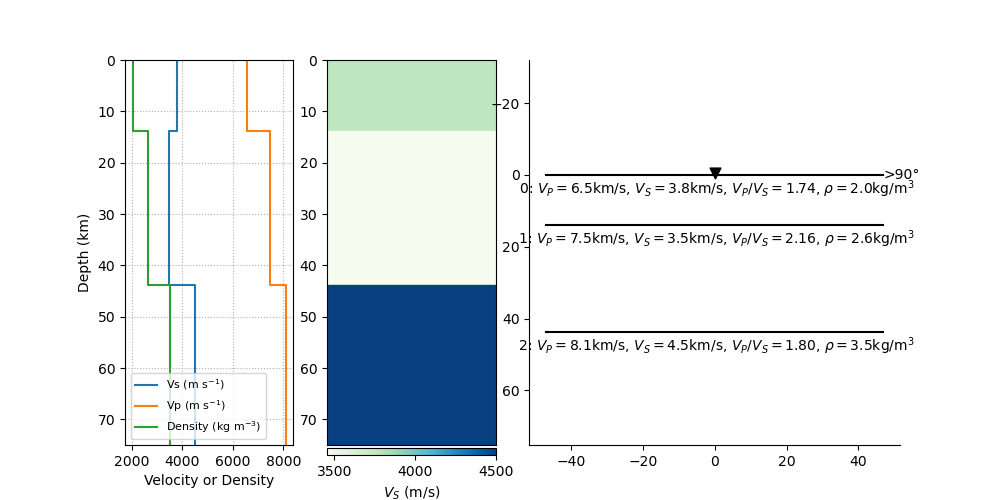 0
10
20
30
40
50
60
70
Depth (km)
2000 4000 6000 8000
Velocity or Density
Vs (m s⁻¹)
Vp (m s⁻¹)
Density (kg m⁻³)
0
10
20
30
40
50
60
70
3500 4000 4500
V_S (m/s)
−20
0
20
40
60
−40 −20 0 20 40
>90°
0: V_P = 6.5km/s, V_S = 3.8km/s, V_P/V_S = 1.74, ρ = 2.0kg/m³
1: V_P = 7.5km/s, V_S = 3.5km/s, V_P/V_S = 2.16, ρ = 2.6kg/m³
2: V_P = 8.1km/s, V_S = 4.5km/s, V_P/V_S = 1.80, ρ = 3.5kg/m³